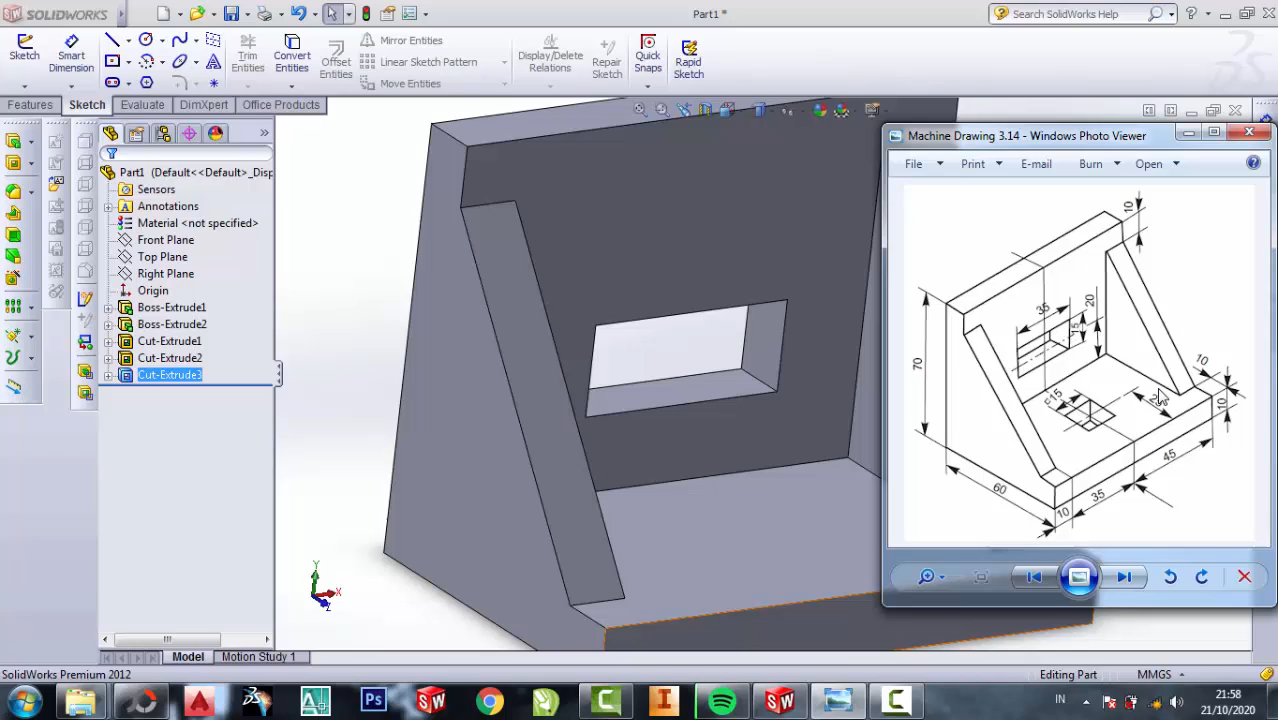 SOLIDWORKS
Part1 *
Search SolidWorks Help
Sketch
Smart Dimension
Trim Entities
Convert Entities
Offset Entities
Mirror Entities
Linear Sketch Pattern
Move Entities
Display/Delete Relations
Repair Sketch
Quick Snaps
Rapid Sketch
Features
Sketch
Evaluate
DimXpert
Office Products
Part1 (Default<<Default>_Disp
Sensors
Annotations
Material <not specified>
Front Plane
Top Plane
Right Plane
Origin
Boss-Extrude1
Boss-Extrude2
Cut-Extrude1
Cut-Extrude2
Cut-Extrude3
Y
X
Z
Machine Drawing 3.14 - Windows Photo Viewer
File
Print
E-mail
Burn
Open
10
35
20
15
70
10
10
15
45
60
35
10
Model
Motion Study 1
SolidWorks Premium 2012
Editing Part
MMGS
IN
21:58
21/10/2020